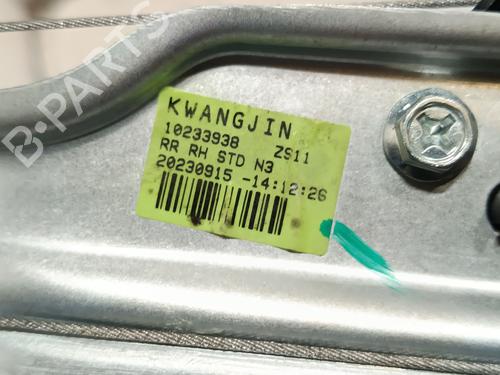 B-PARTS
KWANGJIN
10233938 ZS11
RR RH STD N3
20230915 -14:12:26